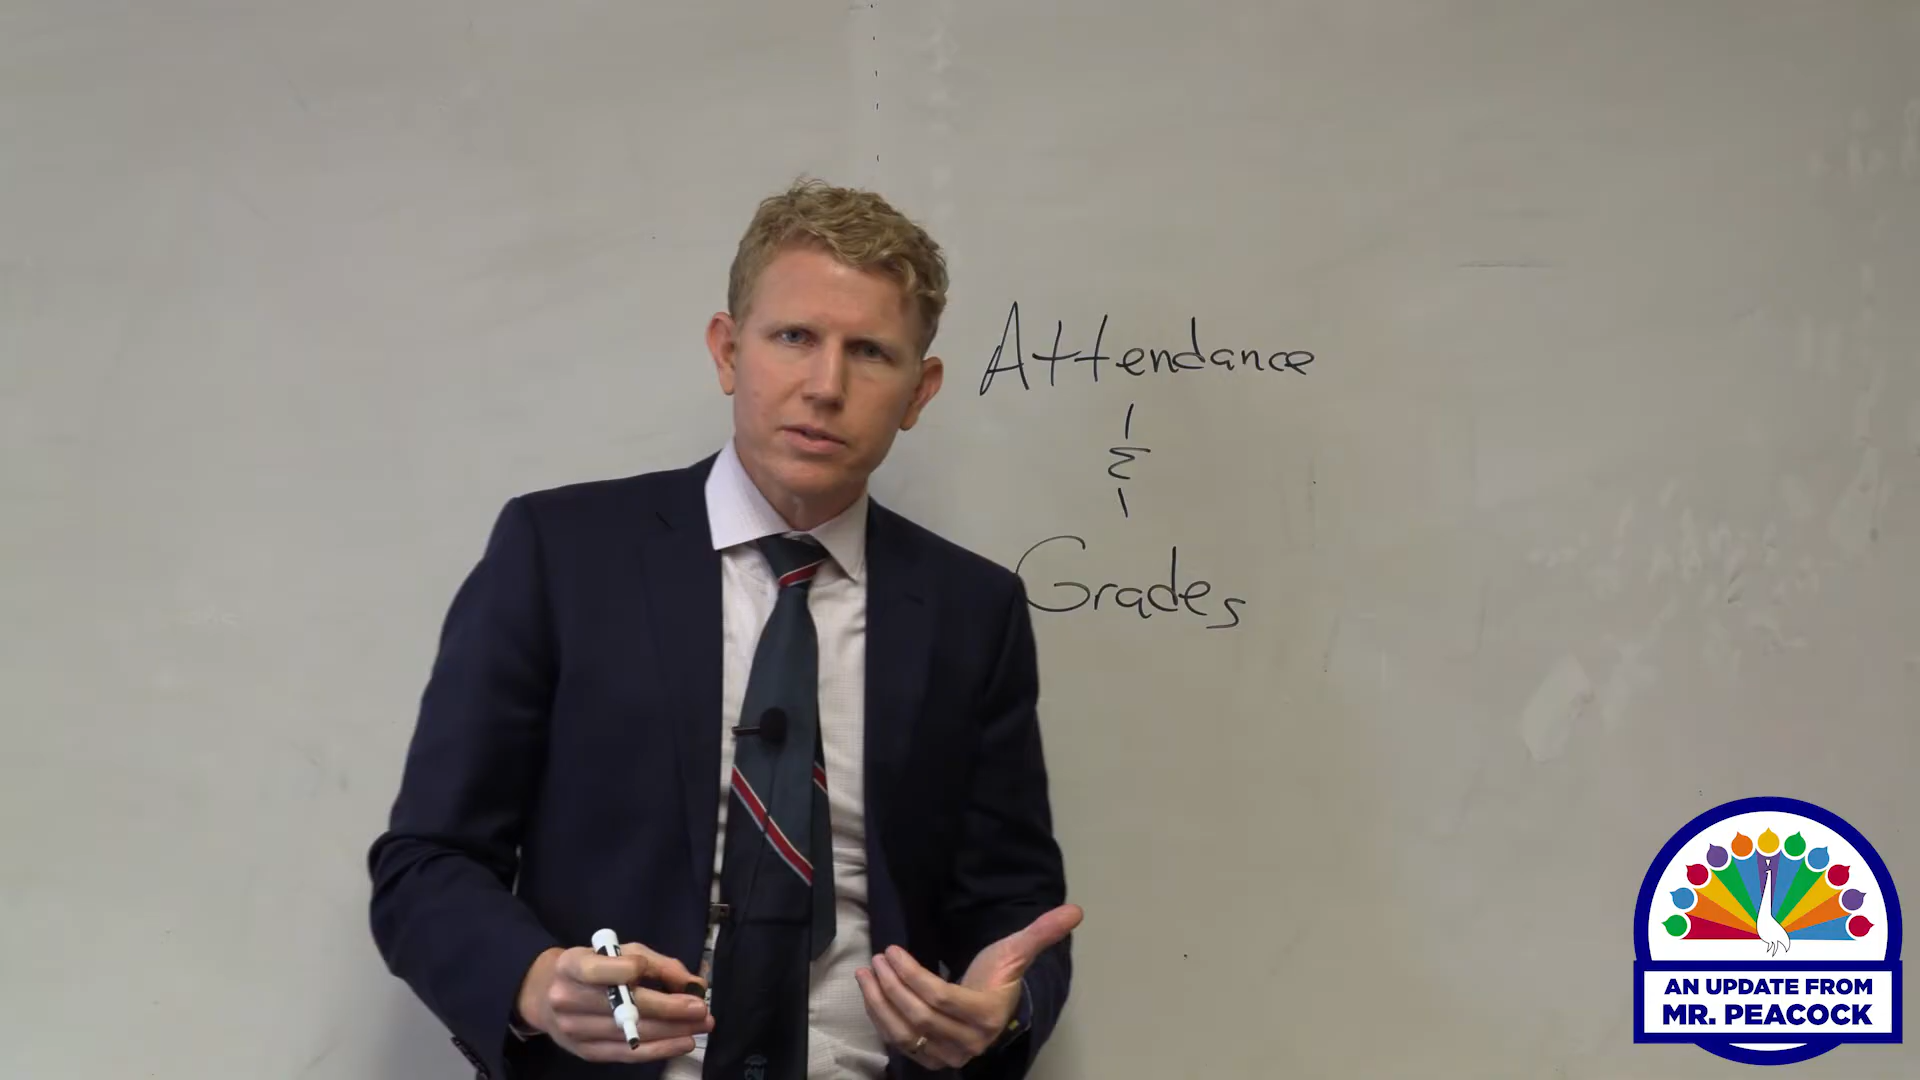 Attendance
&
Grades
AN UPDATE FROM
MR. PEACOCK